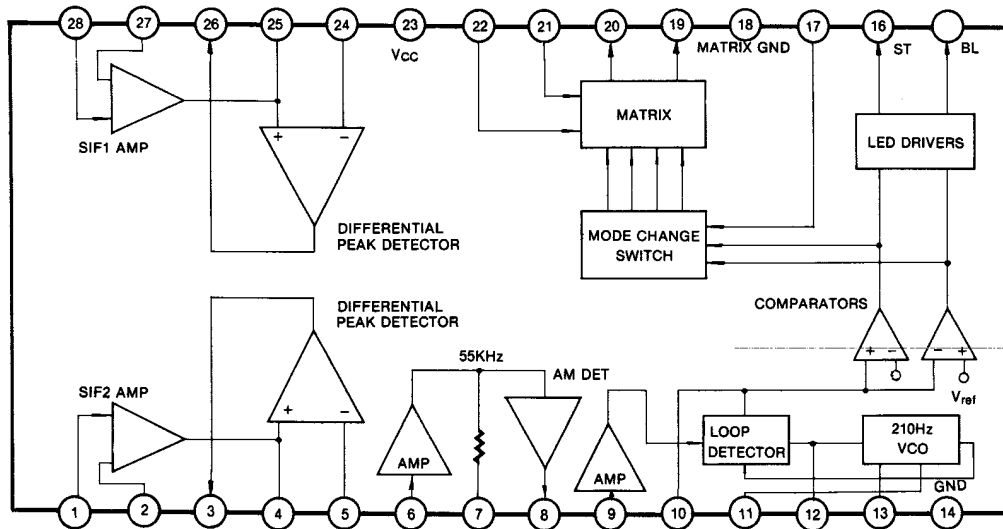 28 27 26 25 24 23 22 21 20 19 18 17 16
VCC MATRIX GND ST BL
MATRIX
LED DRIVERS
SIF1 AMP
+ −
DIFFERENTIAL
PEAK DETECTOR
MODE CHANGE
SWITCH
DIFFERENTIAL
PEAK DETECTOR
COMPARATORS
+ − − +
Vref
55KHz
AM DET
SIF2 AMP
+ −
AMP
AMP
LOOP
DETECTOR
210Hz
VCO
GND
1 2 3 4 5 6 7 8 9 10 11 12 13 14